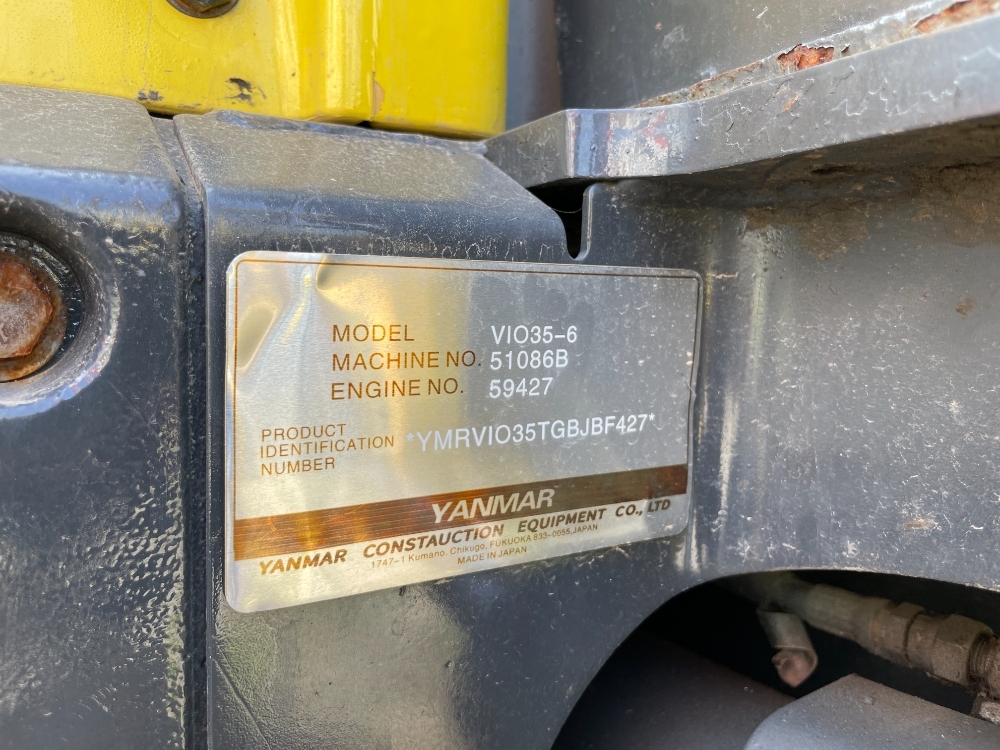 MODEL VIO35-6
MACHINE NO. 51086B
ENGINE NO. 59427
PRODUCT
IDENTIFICATION
NUMBER
*YMRVIO35TGBJBF427*
YANMAR
YANMAR CONSTAUCTION EQUIPMENT CO., LTD
1747-1 Kumano, Chikugo, FUKUOKA 833-0055, JAPAN
MADE IN JAPAN